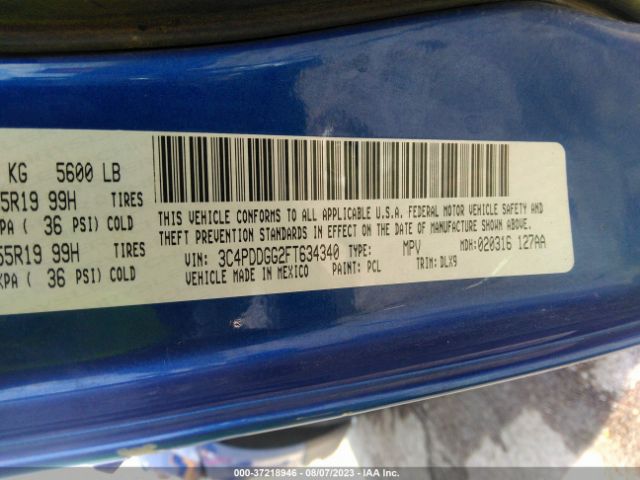 KG 5600 LB
5R19 99H TIRES
PA ( 36 PSI) COLD
55R19 99H TIRES
KPA ( 36 PSI) COLD
THIS VEHICLE CONFORMS TO ALL APPLICABLE U.S.A. FEDERAL MOTOR VEHICLE SAFETY AND
THEFT PREVENTION STANDARDS IN EFFECT ON THE DATE OF MANUFACTURE SHOWN ABOVE.
VIN: 3C4PDDGG2FT634340 TYPE: MPV MDH:020316 127AA
VEHICLE MADE IN MEXICO PAINT: PCL TRIM: DLX9
000-37218946 - 08/07/2023 - IAA Inc.